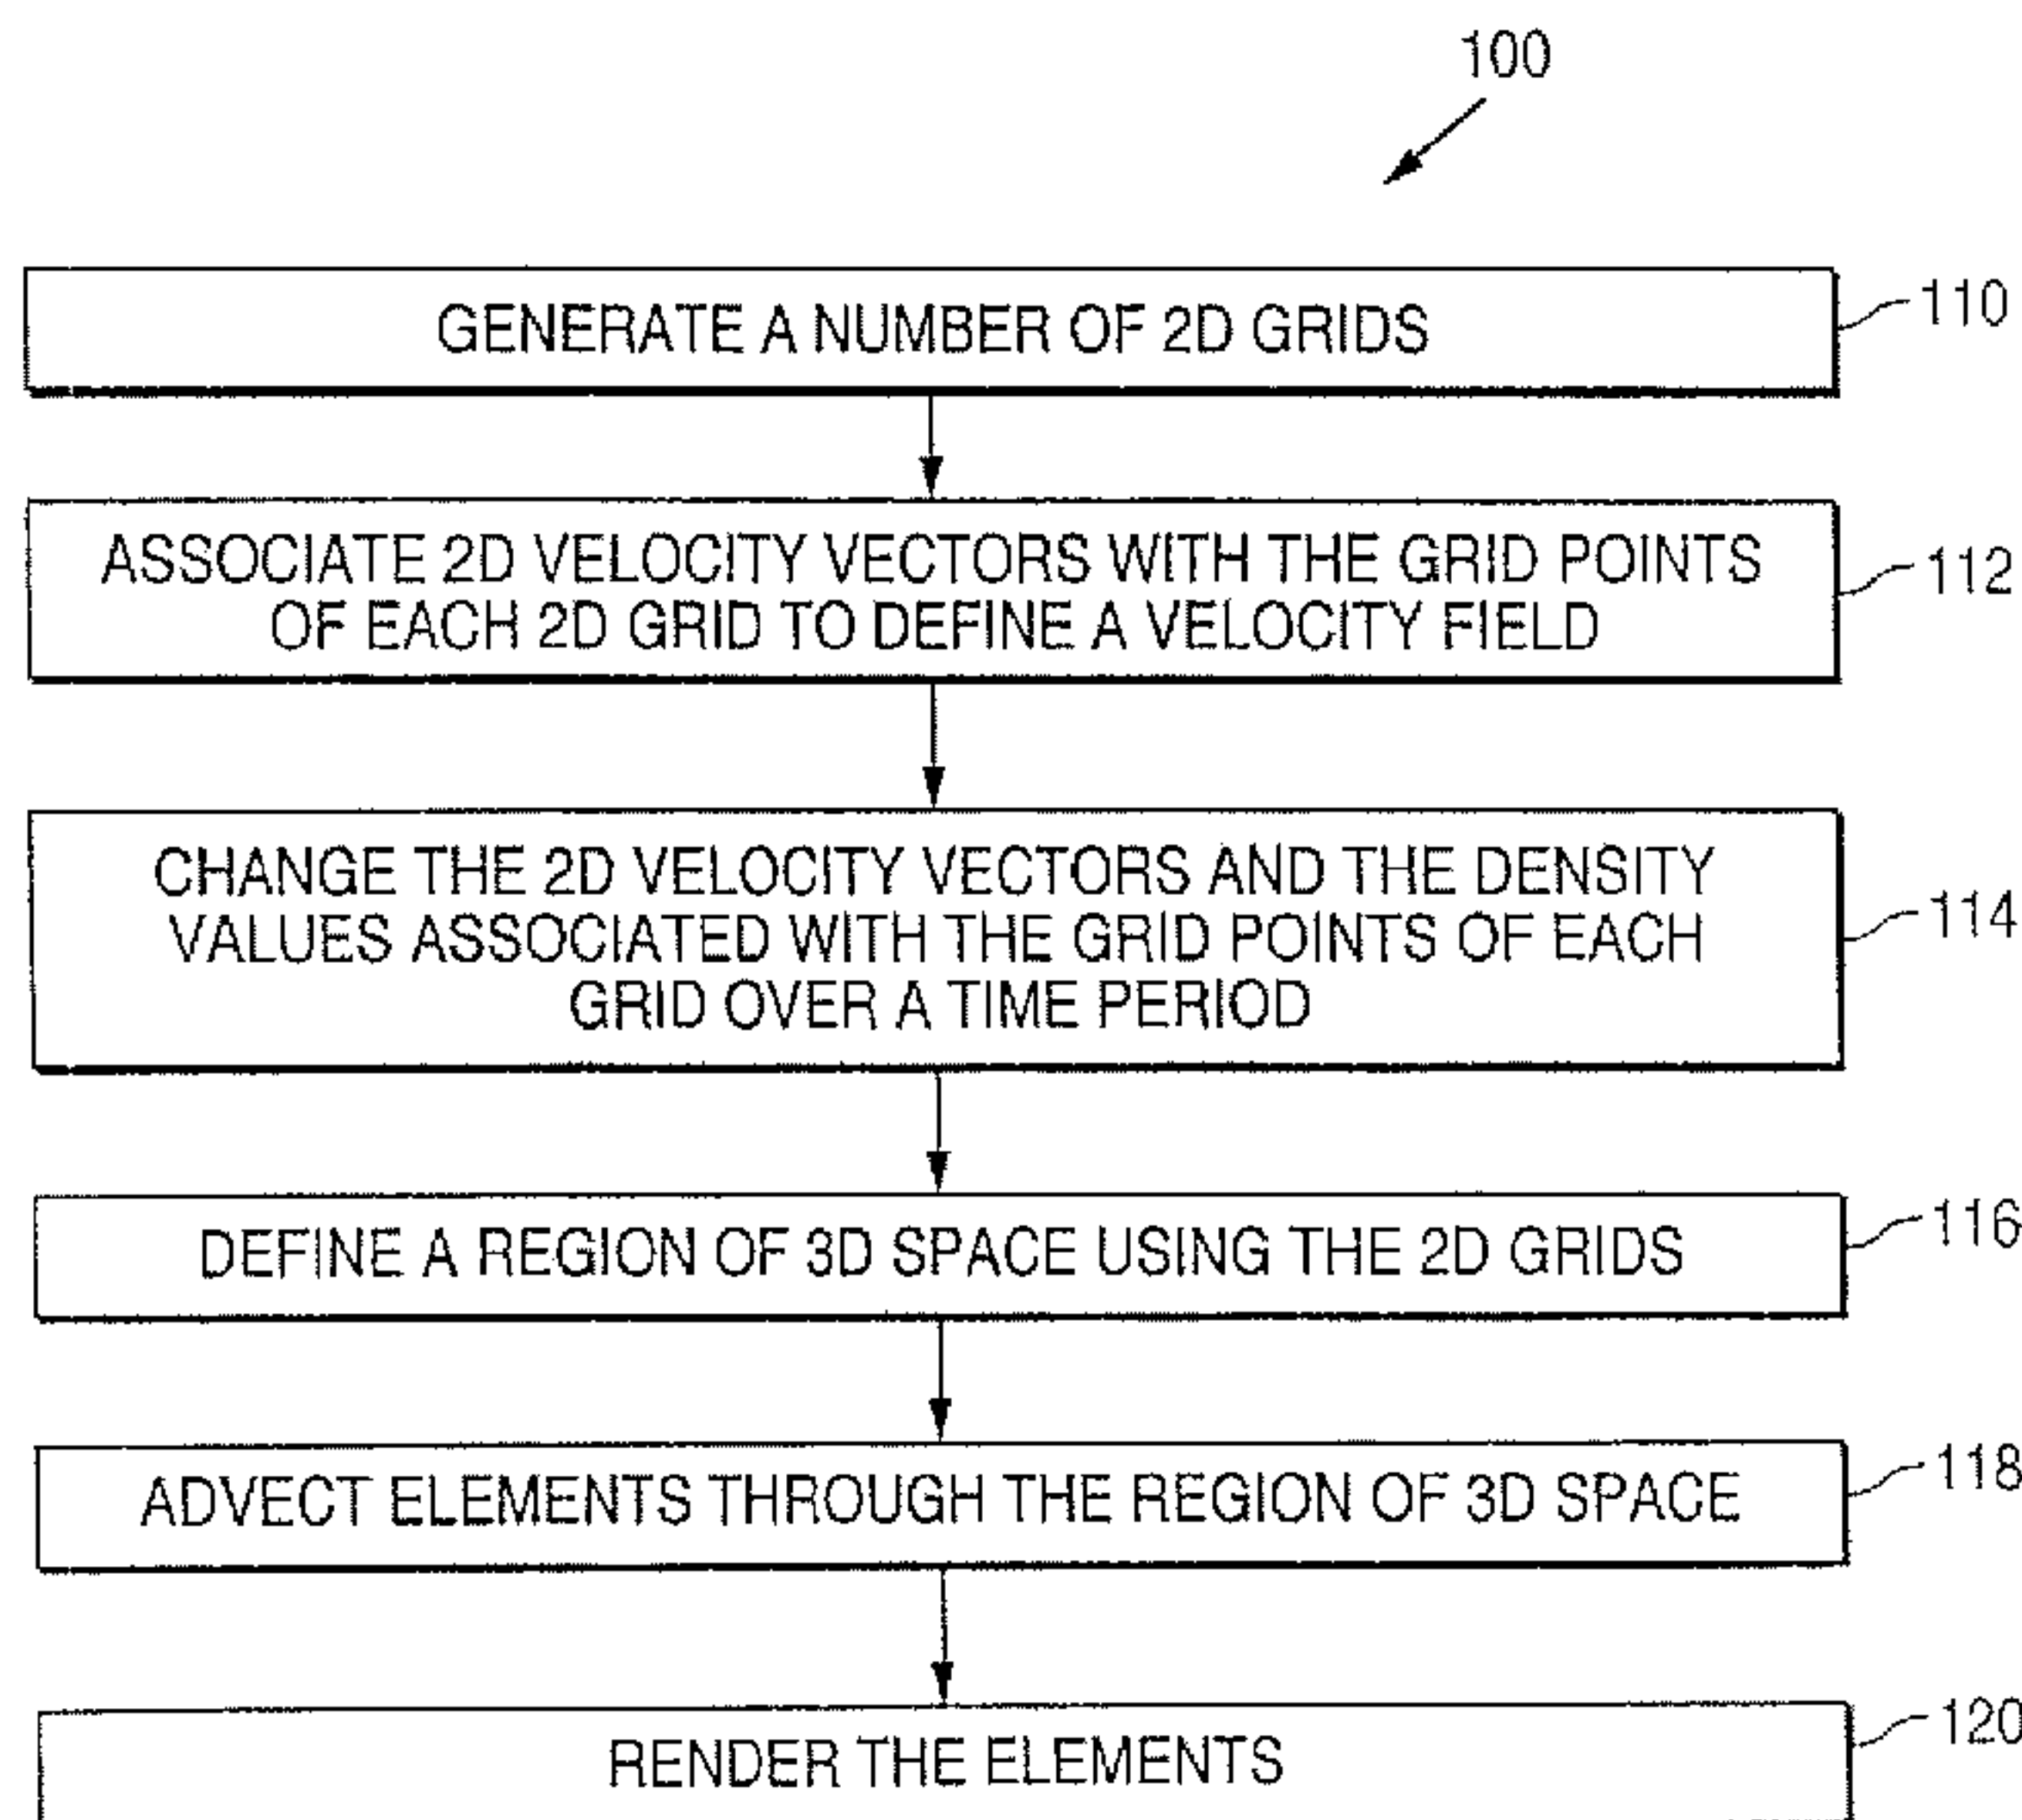 100
GENERATE A NUMBER OF 2D GRIDS
110
ASSOCIATE 2D VELOCITY VECTORS WITH THE GRID POINTS
OF EACH 2D GRID TO DEFINE A VELOCITY FIELD
112
CHANGE THE 2D VELOCITY VECTORS AND THE DENSITY
VALUES ASSOCIATED WITH THE GRID POINTS OF EACH
GRID OVER A TIME PERIOD
114
DEFINE A REGION OF 3D SPACE USING THE 2D GRIDS
116
ADVECT ELEMENTS THROUGH THE REGION OF 3D SPACE
118
RENDER THE ELEMENTS
120